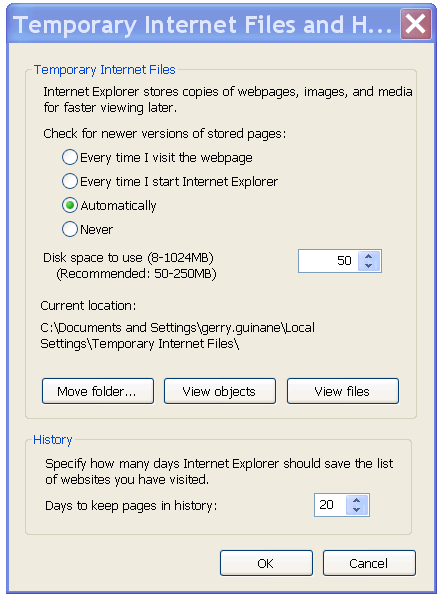 Temporary Internet Files and H...
Temporary Internet Files
Internet Explorer stores copies of webpages, images, and media
for faster viewing later.
Check for newer versions of stored pages:
Every time I visit the webpage
Every time I start Internet Explorer
Automatically
Never
Disk space to use (8-1024MB)
50
(Recommended: 50-250MB)
Current location:
C:\Documents and Settings\gerry.guinane\Local
Settings\Temporary Internet Files\
Move folder...
View objects
View files
History
Specify how many days Internet Explorer should save the list
of websites you have visited.
Days to keep pages in history:
20
OK
Cancel